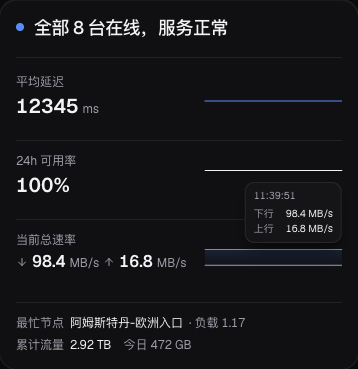 全部 8 台在线，服务正常
平均延迟
12345 ms
24h 可用率
100%
11:39:51
下行 98.4 MB/s
上行 16.8 MB/s
当前总速率
↓ 98.4 MB/s ↑ 16.8 MB/s
最忙节点 阿姆斯特丹-欧洲入口 · 负载 1.17
累计流量 2.92 TB 今日 472 GB